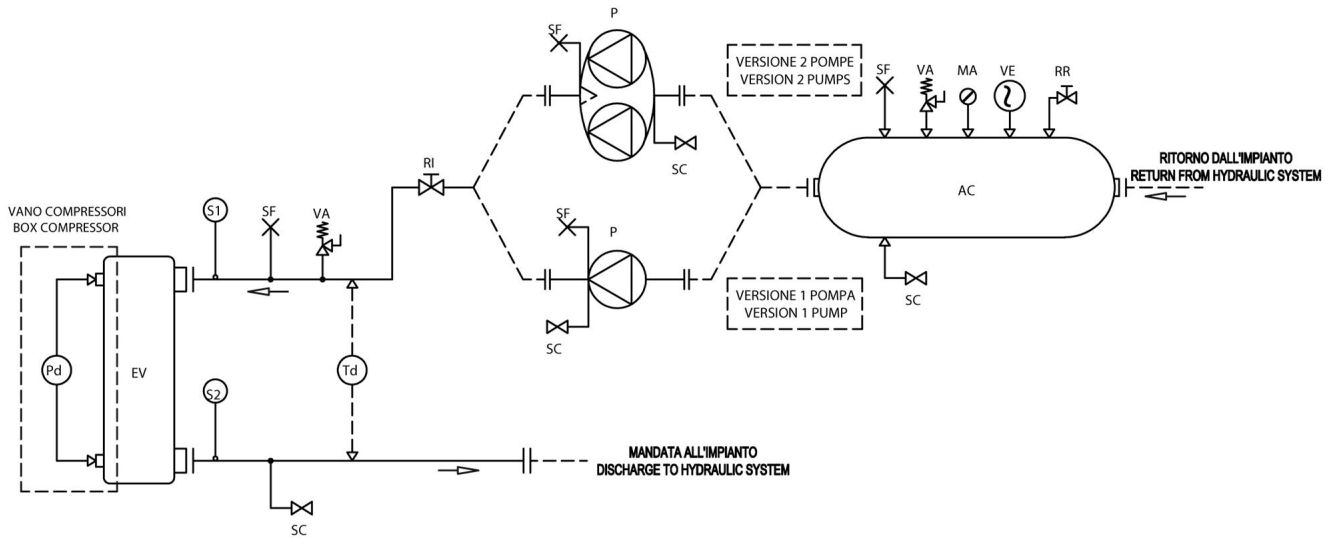 P
SF
VERSIONE 2 POMPE
VERSION 2 PUMPS
SF
VA
MA
VE
RR
SC
RI
RITORNO DALL'IMPIANTO
RETURN FROM HYDRAULIC SYSTEM
AC
VANO COMPRESSORI
BOX COMPRESSOR
S1
SF
VA
SF
P
VERSIONE 1 POMPA
VERSION 1 PUMP
SC
SC
Pd
EV
Td
S2
MANDATA ALL'IMPIANTO
DISCHARGE TO HYDRAULIC SYSTEM
SC